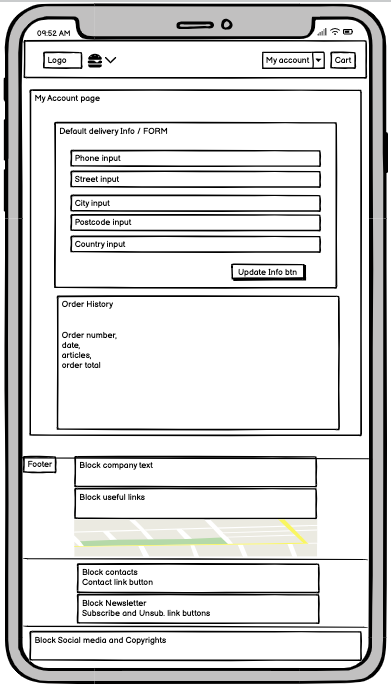 09:52 AM
Logo
My account
Cart
My Account page
Default delivery Info / FORM
Phone input
Street input
City input
Postcode input
Country input
Update Info btn
Order History
Order number,
date,
articles,
order total
Footer
Block company text
Block useful links
Block contacts
Contact link button
Block Newsletter
Subscribe and Unsub. link buttons
Block Social media and Copyrights